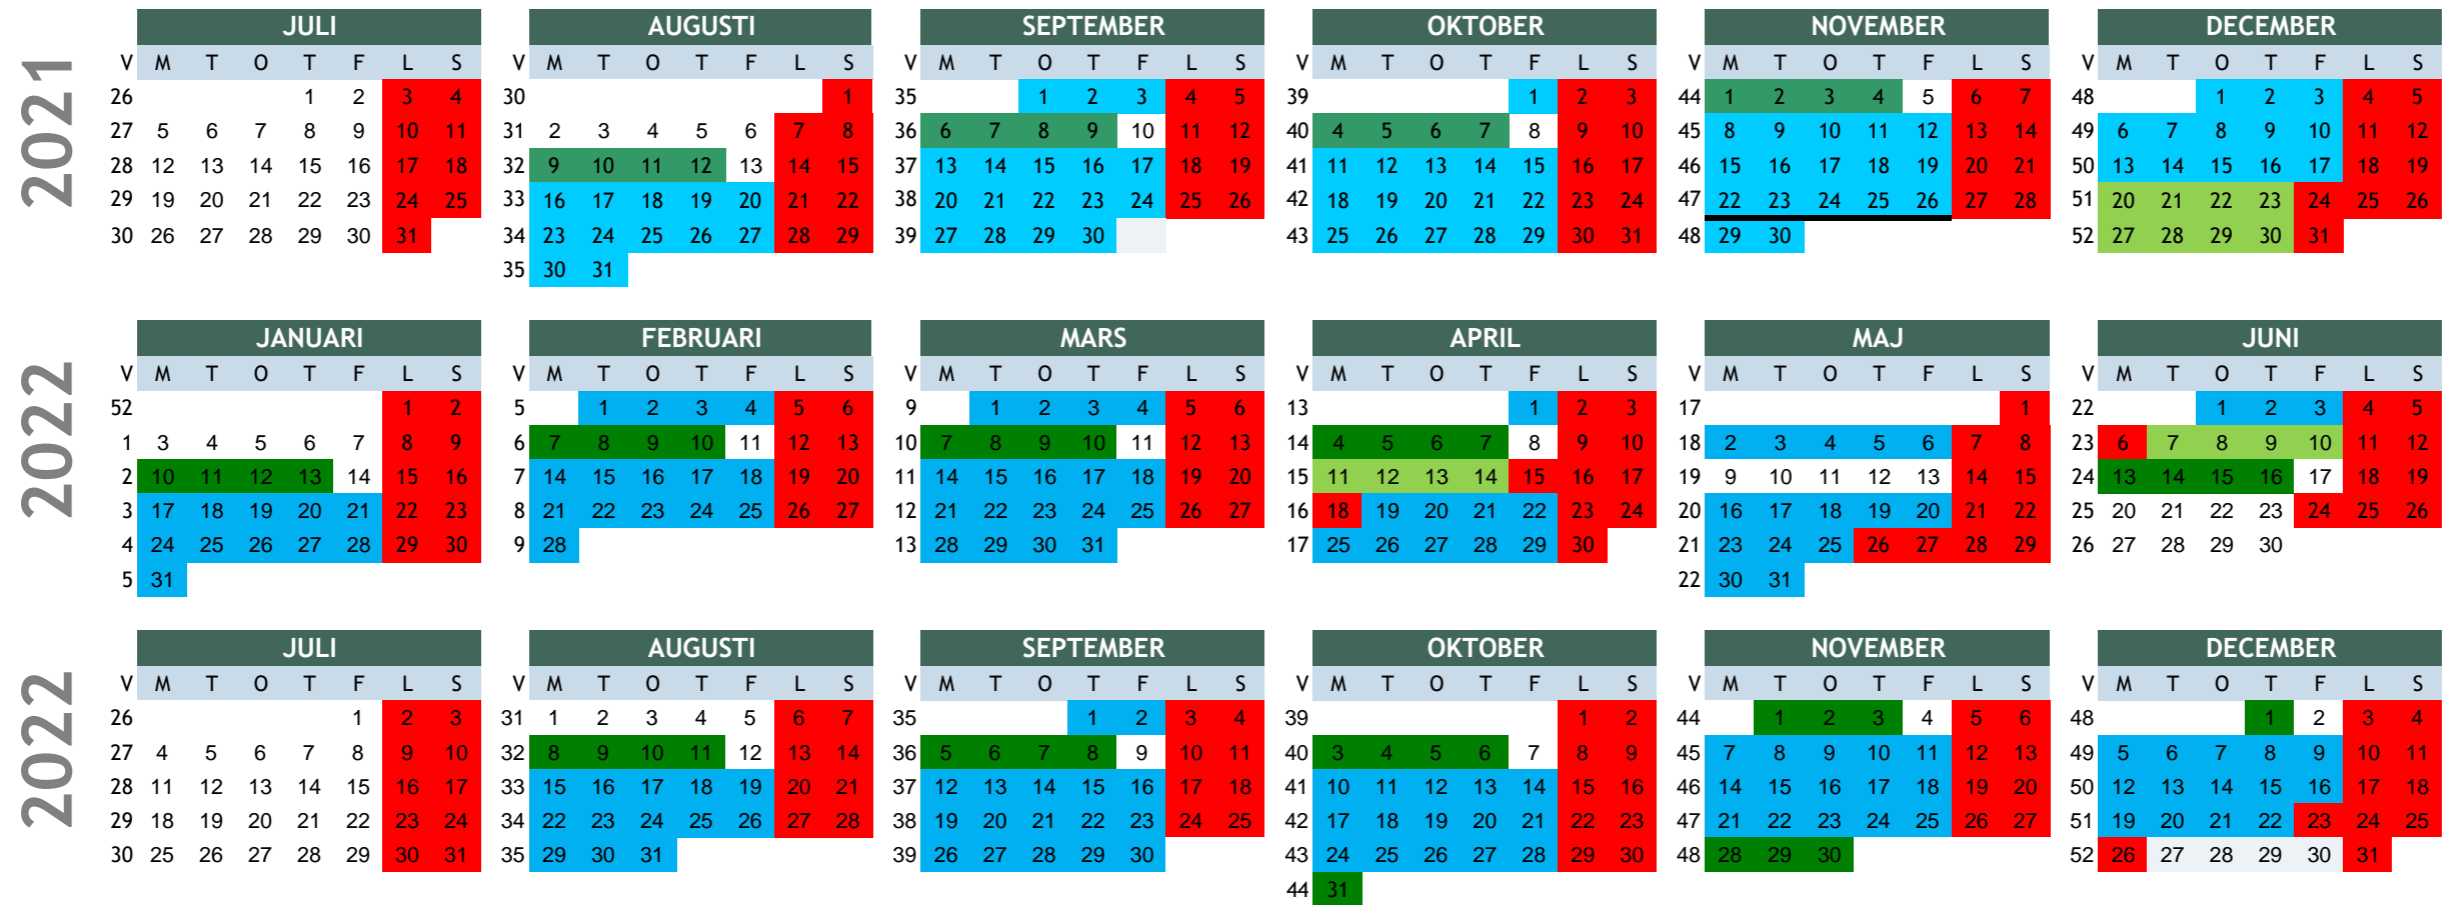 2021
JULI AUGUSTI SEPTEMBER OKTOBER NOVEMBER DECEMBER
V M T O T F L S V M T O T F L S V M T O T F L S V M T O T F L S V M T O T F L S V M T O T F L S
26 1 2 3 4 30 1 35 1 2 3 4 5 39 1 2 3 44 1 2 3 4 5 6 7 48 1 2 3 4 5
27 5 6 7 8 9 10 11 31 2 3 4 5 6 7 8 36 6 7 8 9 10 11 12 40 4 5 6 7 8 9 10 45 8 9 10 11 12 13 14 49 6 7 8 9 10 11 12
28 12 13 14 15 16 17 18 32 9 10 11 12 13 14 15 37 13 14 15 16 17 18 19 41 11 12 13 14 15 16 17 46 15 16 17 18 19 20 21 50 13 14 15 16 17 18 19
29 19 20 21 22 23 24 25 33 16 17 18 19 20 21 22 38 20 21 22 23 24 25 26 42 18 19 20 21 22 23 24 47 22 23 24 25 26 27 28 51 20 21 22 23 24 25 26
30 26 27 28 29 30 31 34 23 24 25 26 27 28 29 39 27 28 29 30 43 25 26 27 28 29 30 31 48 29 30 52 27 28 29 30 31
35 30 31
2022
JANUARI FEBRUARI MARS APRIL MAJ JUNI
V M T O T F L S V M T O T F L S V M T O T F L S V M T O T F L S V M T O T F L S V M T O T F L S
52 1 2 5 1 2 3 4 5 6 9 1 2 3 4 5 6 13 1 2 3 17 1 22 1 2 3 4 5
1 3 4 5 6 7 8 9 6 7 8 9 10 11 12 13 10 7 8 9 10 11 12 13 14 4 5 6 7 8 9 10 18 2 3 4 5 6 7 8 23 6 7 8 9 10 11 12
2 10 11 12 13 14 15 16 7 14 15 16 17 18 19 20 11 14 15 16 17 18 19 20 15 11 12 13 14 15 16 17 19 9 10 11 12 13 14 15 24 13 14 15 16 17 18 19
3 17 18 19 20 21 22 23 8 21 22 23 24 25 26 27 12 21 22 23 24 25 26 27 16 18 19 20 21 22 23 24 20 16 17 18 19 20 21 22 25 20 21 22 23 24 25 26
4 24 25 26 27 28 29 30 9 28 13 28 29 30 31 17 25 26 27 28 29 30 21 23 24 25 26 27 28 29 26 27 28 29 30
5 31 22 30 31
2022
JULI AUGUSTI SEPTEMBER OKTOBER NOVEMBER DECEMBER
V M T O T F L S V M T O T F L S V M T O T F L S V M T O T F L S V M T O T F L S V M T O T F L S
26 1 2 3 31 1 2 3 4 5 6 7 35 1 2 3 4 39 1 2 44 1 2 3 4 5 6 48 1 2 3 4
27 4 5 6 7 8 9 10 32 8 9 10 11 12 13 14 36 5 6 7 8 9 10 11 40 3 4 5 6 7 8 9 45 7 8 9 10 11 12 13 49 5 6 7 8 9 10 11
28 11 12 13 14 15 16 17 33 15 16 17 18 19 20 21 37 12 13 14 15 16 17 18 41 10 11 12 13 14 15 16 46 14 15 16 17 18 19 20 50 12 13 14 15 16 17 18
29 18 19 20 21 22 23 24 34 22 23 24 25 26 27 28 38 19 20 21 22 23 24 25 42 17 18 19 20 21 22 23 47 21 22 23 24 25 26 27 51 19 20 21 22 23 24 25
30 25 26 27 28 29 30 31 35 29 30 31 39 26 27 28 29 30 43 24 25 26 27 28 29 30 48 28 29 30 52 26 27 28 29 30 31
44 31